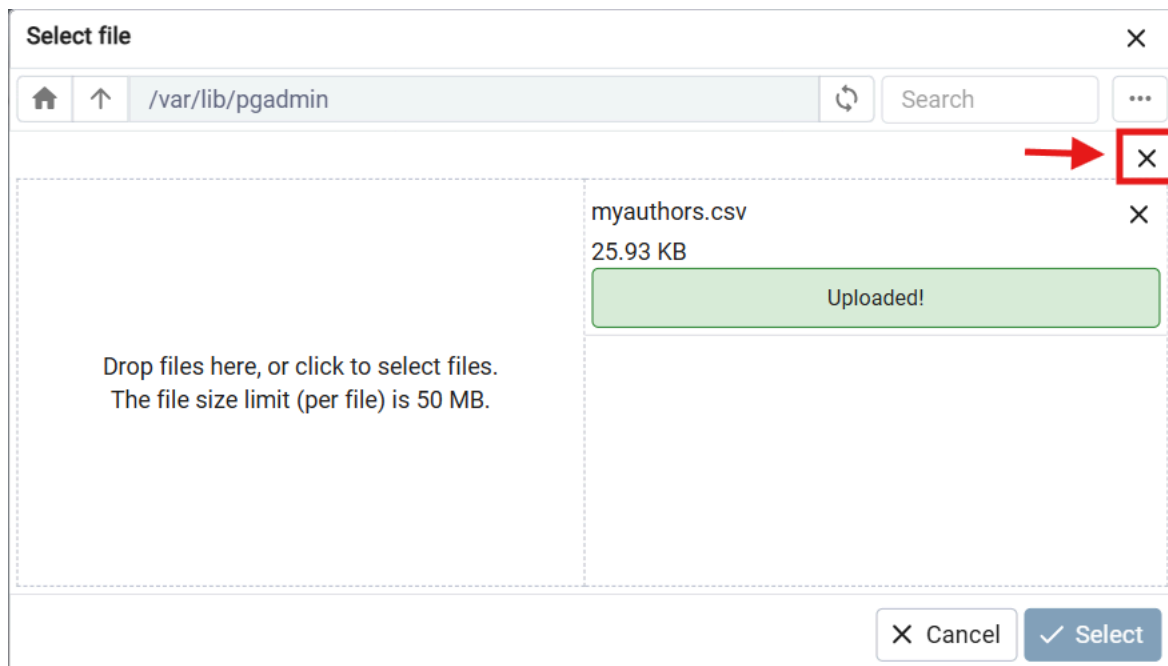 Select file
/var/lib/pgadmin
Search
myauthors.csv
25.93 KB
Uploaded!
Drop files here, or click to select files.
The file size limit (per file) is 50 MB.
Cancel
Select